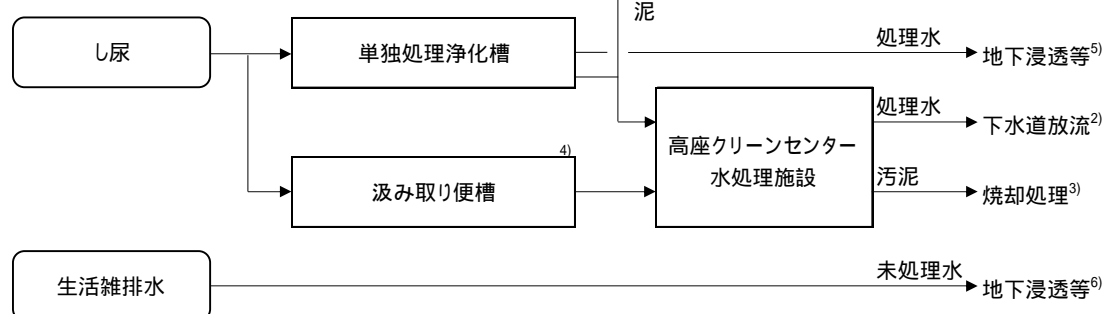 泥
し尿
単独処理浄化槽
処理水
地下浸透等5)
処理水
下水道放流2)
高座クリーンセンター
水処理施設
4)
汲み取り便槽
汚泥
焼却処理3)
生活雑排水
未処理水
地下浸透等6)